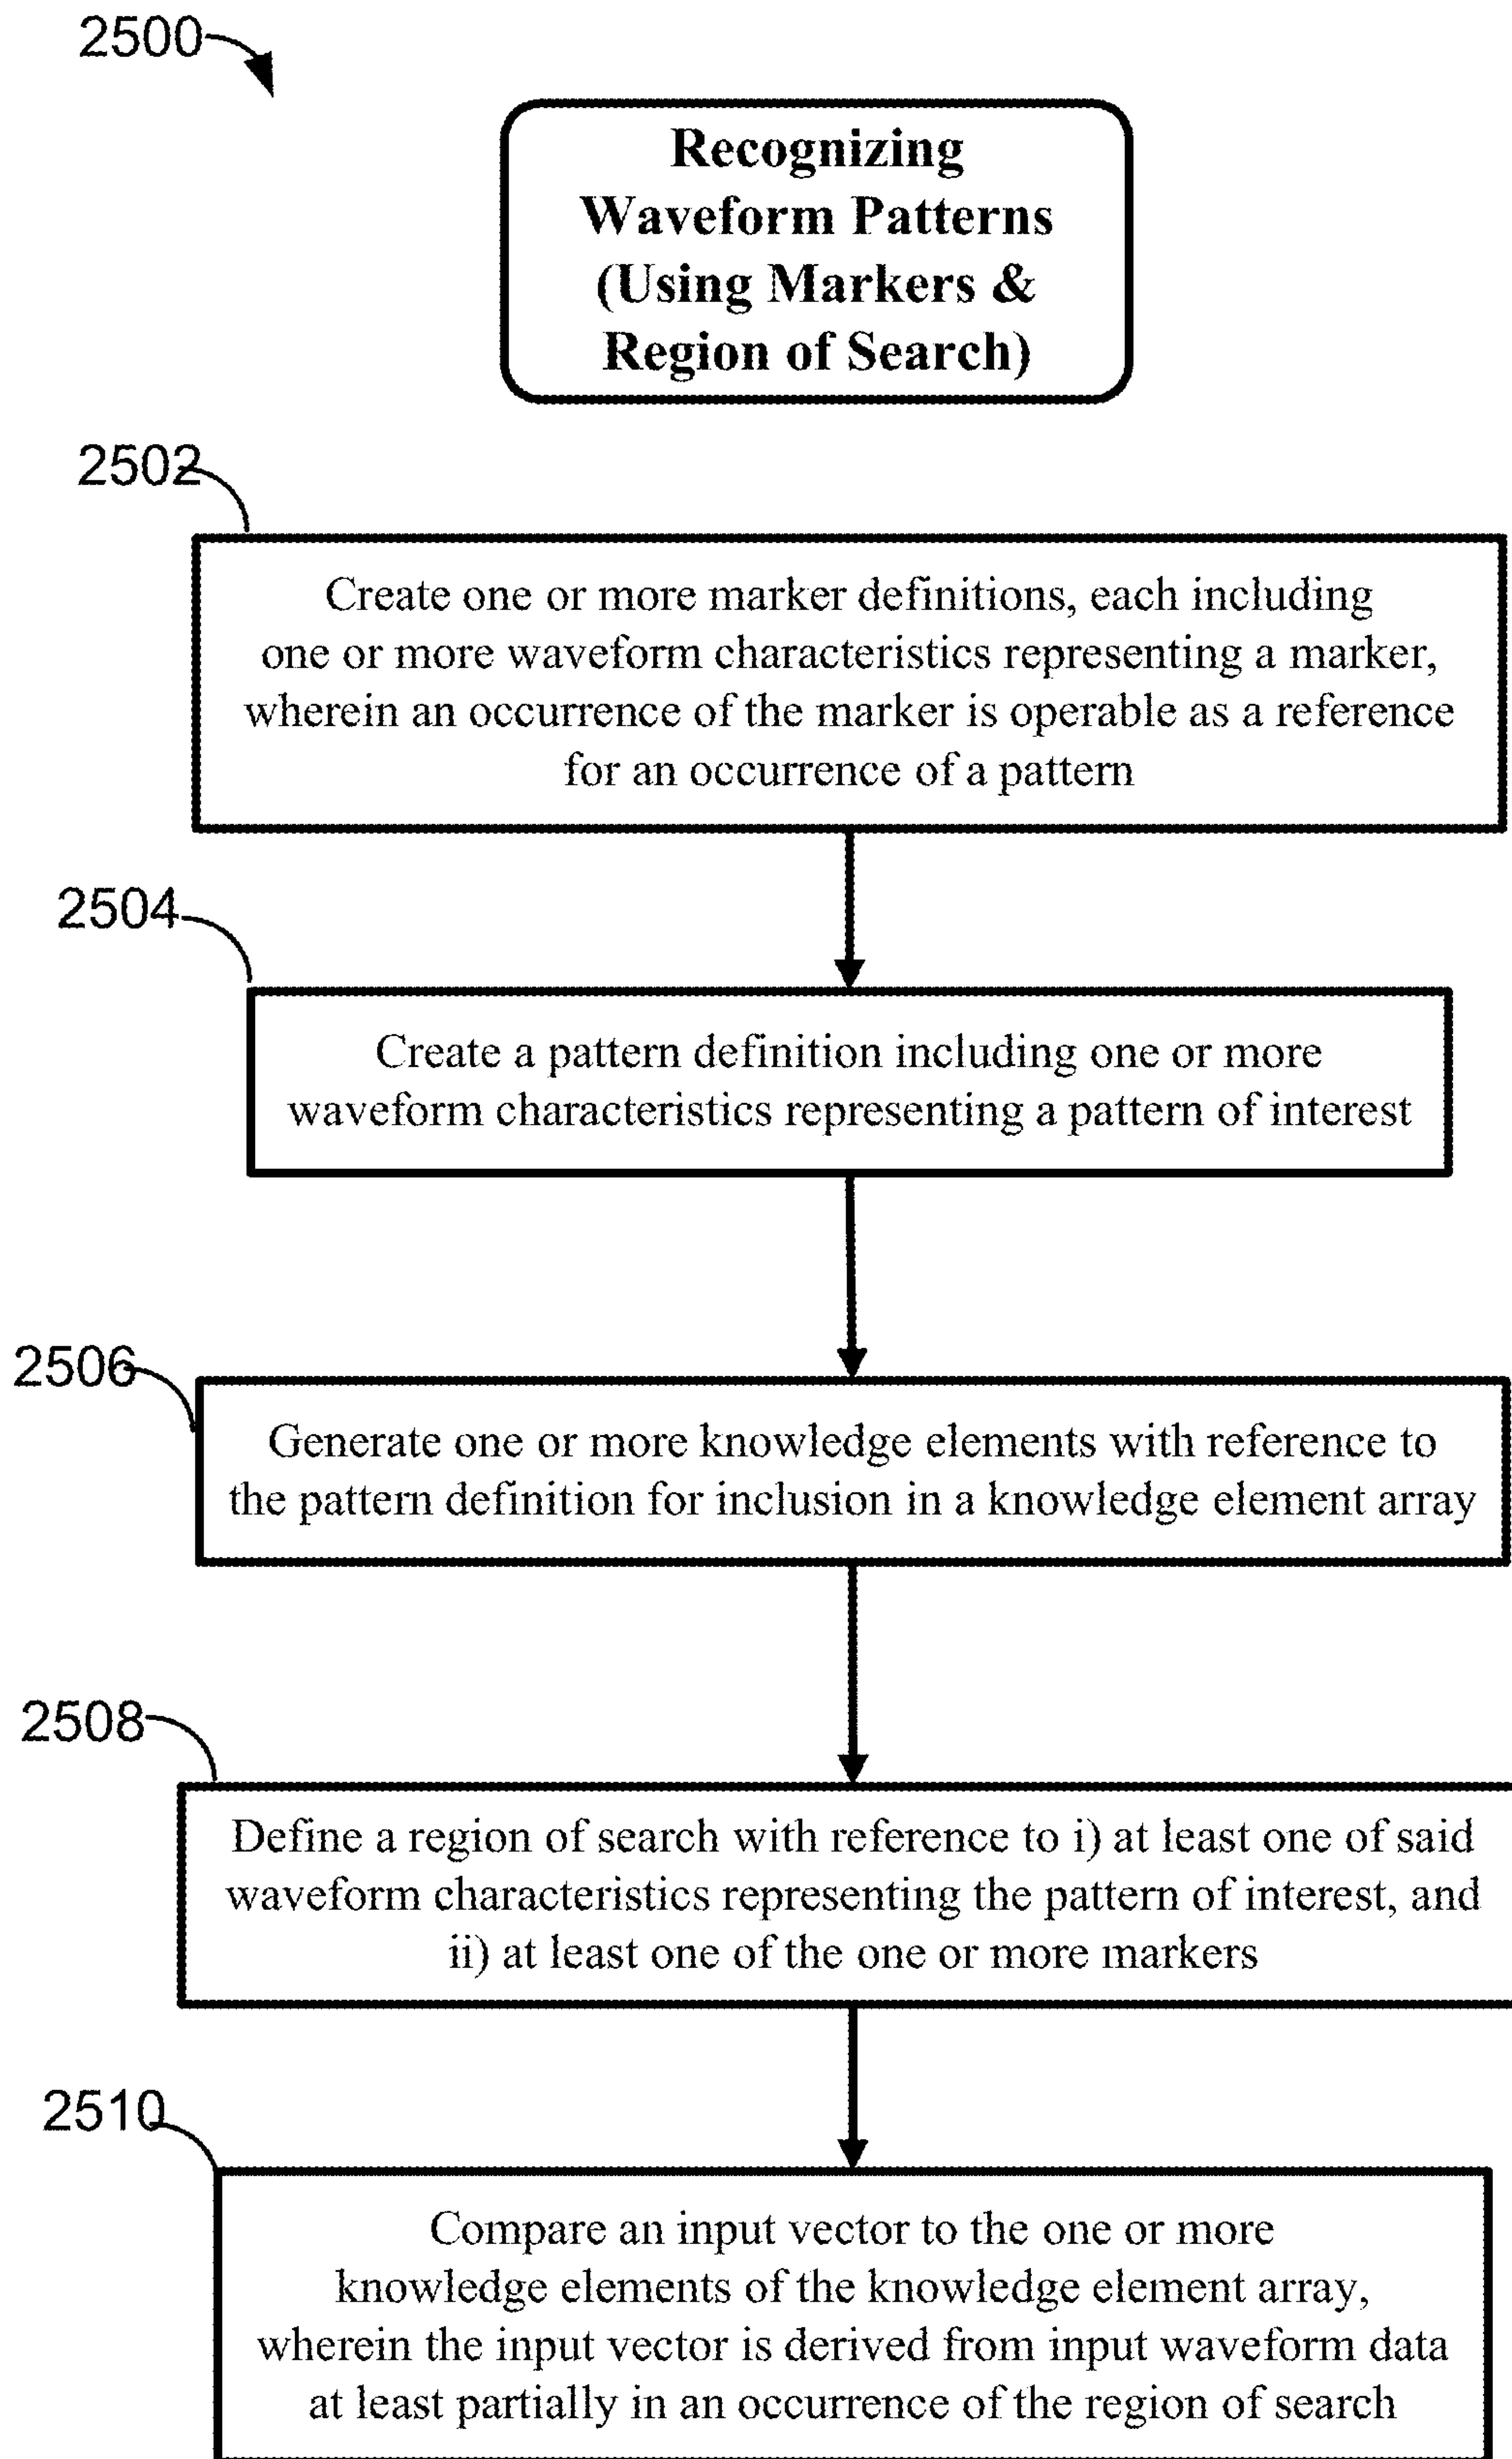 2500
Recognizing
Waveform Patterns
(Using Markers &
Region of Search)
2502
Create one or more marker definitions, each including
one or more waveform characteristics representing a marker,
wherein an occurrence of the marker is operable as a reference
for an occurrence of a pattern
2504
Create a pattern definition including one or more
waveform characteristics representing a pattern of interest
2506
Generate one or more knowledge elements with reference to
the pattern definition for inclusion in a knowledge element array
2508
Define a region of search with reference to i) at least one of said
waveform characteristics representing the pattern of interest, and
ii) at least one of the one or more markers
2510
Compare an input vector to the one or more
knowledge elements of the knowledge element array,
wherein the input vector is derived from input waveform data
at least partially in an occurrence of the region of search